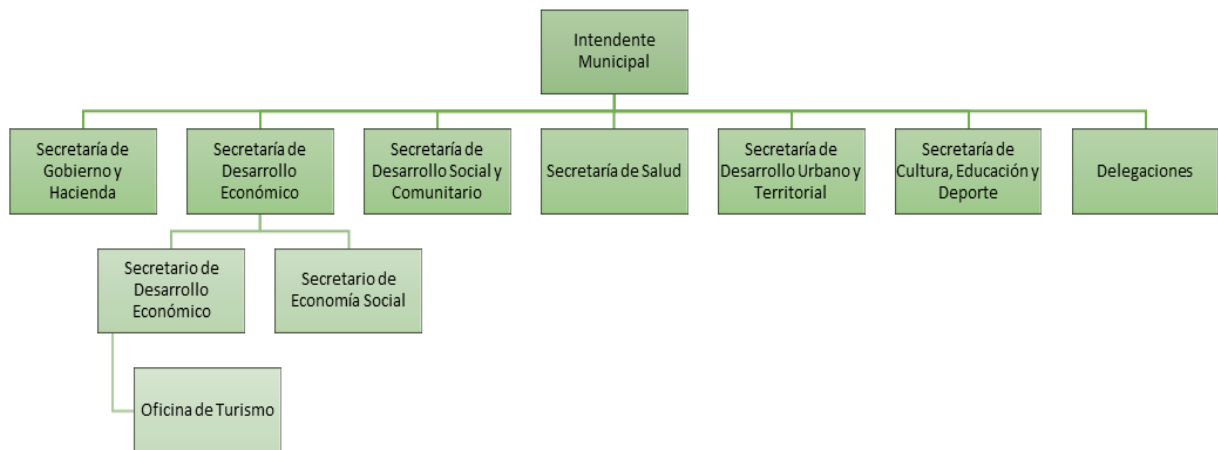 Intendente
Municipal
Secretaría de
Gobierno y
Hacienda
Secretaría de
Desarrollo
Económico
Secretaría de
Desarrollo Social y
Comunitario
Secretaría de Salud
Secretaría de
Desarrollo Urbano y
Territorial
Secretaría de
Cultura, Educación y
Deporte
Delegaciones
Secretario de
Desarrollo
Económico
Secretario de
Economía Social
Oficina de Turismo